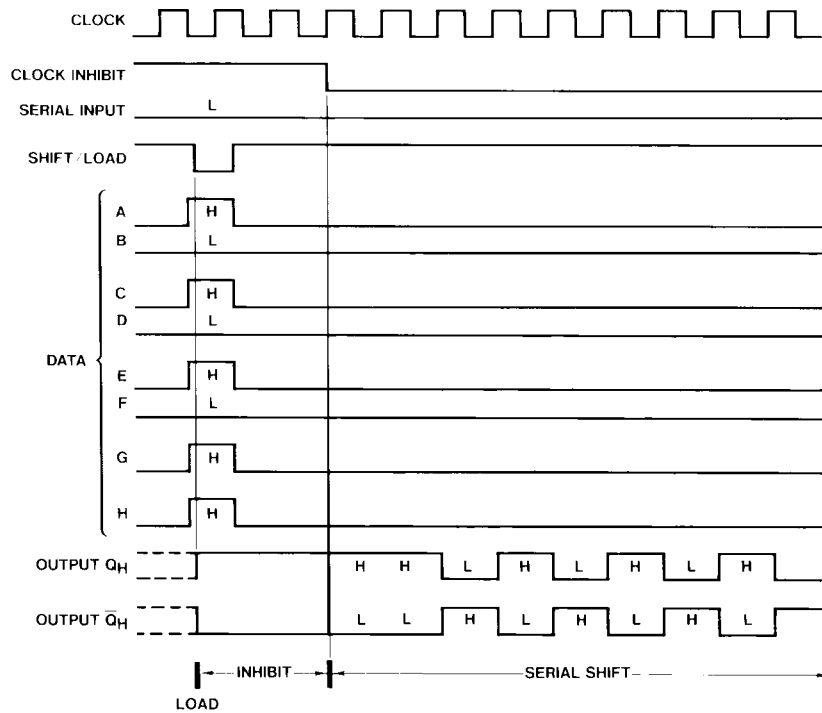 CLOCK
CLOCK INHIBIT
SERIAL INPUT L
SHIFT/LOAD
A H
B L
C H
D L
DATA
E H
F L
G H
H H
OUTPUT QH H H L H L H L H
OUTPUT Q̅H L L H L H L H L
INHIBIT SERIAL SHIFT
LOAD